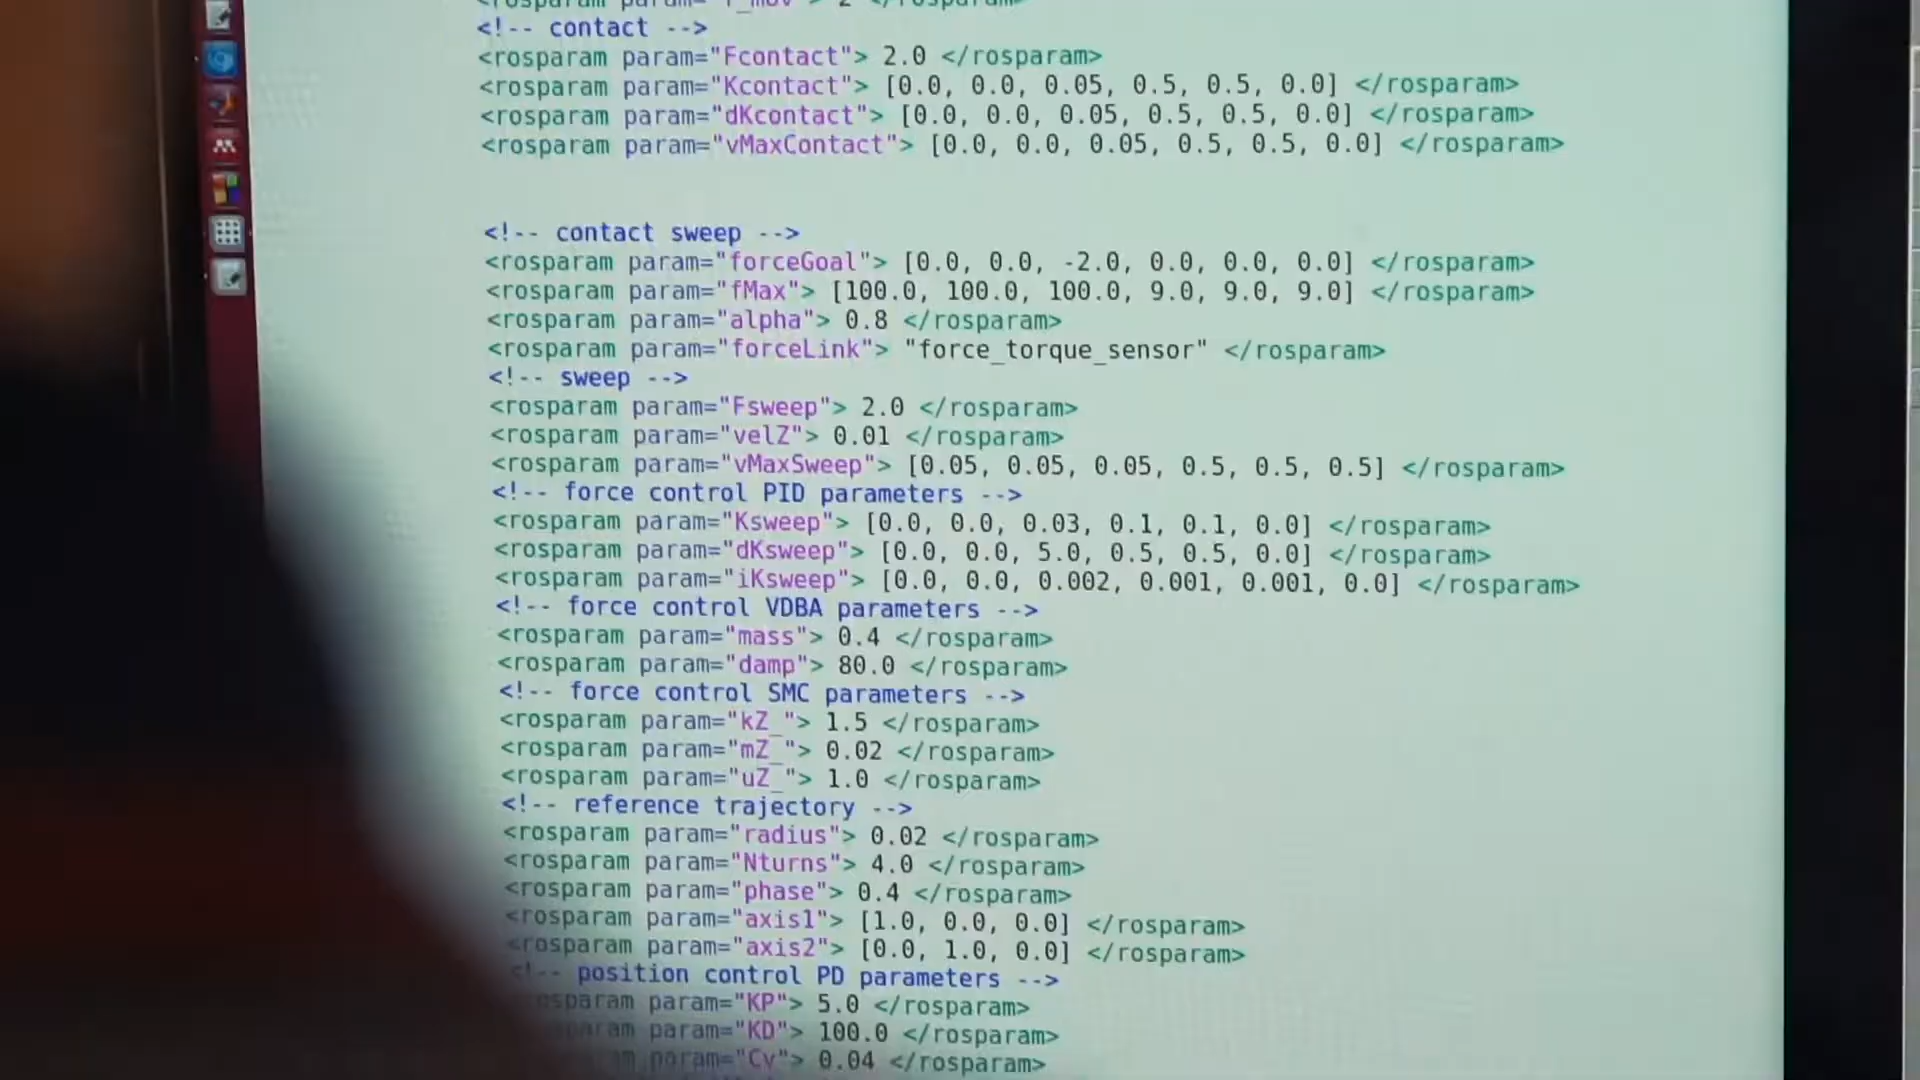 2 </rosparam>
<!-- contact -->
<rosparam param="Fcontact"> 2.0 </rosparam>
<rosparam param="Kcontact"> [0.0, 0.0, 0.05, 0.5, 0.5, 0.0] </rosparam>
<rosparam param="dKcontact"> [0.0, 0.0, 0.05, 0.5, 0.5, 0.0] </rosparam>
<rosparam param="vMaxContact"> [0.0, 0.0, 0.05, 0.5, 0.5, 0.0] </rosparam>
<!-- contact sweep -->
<rosparam param="forceGoal"> [0.0, 0.0, -2.0, 0.0, 0.0, 0.0] </rosparam>
<rosparam param="fMax"> [100.0, 100.0, 100.0, 9.0, 9.0, 9.0] </rosparam>
<rosparam param="alpha"> 0.8 </rosparam>
<rosparam param="forceLink"> "force_torque_sensor" </rosparam>
<!-- sweep -->
<rosparam param="Fsweep"> 2.0 </rosparam>
<rosparam param="velZ"> 0.01 </rosparam>
<rosparam param="vMaxSweep"> [0.05, 0.05, 0.05, 0.5, 0.5, 0.5] </rosparam>
<!-- force control PID parameters -->
<rosparam param="Ksweep"> [0.0, 0.0, 0.03, 0.1, 0.1, 0.0] </rosparam>
<rosparam param="dKsweep"> [0.0, 0.0, 5.0, 0.5, 0.5, 0.0] </rosparam>
<rosparam param="iKsweep"> [0.0, 0.0, 0.002, 0.001, 0.001, 0.0] </rosparam>
<!-- force control VDBA parameters -->
<rosparam param="mass"> 0.4 </rosparam>
<rosparam param="damp"> 80.0 </rosparam>
<!-- force control SMC parameters -->
<rosparam param="kZ_"> 1.5 </rosparam>
<rosparam param="mZ_"> 0.02 </rosparam>
<rosparam param="uZ_"> 1.0 </rosparam>
<!-- reference trajectory -->
<rosparam param="radius"> 0.02 </rosparam>
<rosparam param="Nturns"> 4.0 </rosparam>
<rosparam param="phase"> 0.4 </rosparam>
<rosparam param="axis1"> [1.0, 0.0, 0.0] </rosparam>
<rosparam param="axis2"> [0.0, 1.0, 0.0] </rosparam>
<!-- position control PD parameters -->
rosparam param="KP"> 5.0 </rosparam>
param param="KD"> 100.0 </rosparam>
param="Cv"> 0.04 </rosparam>